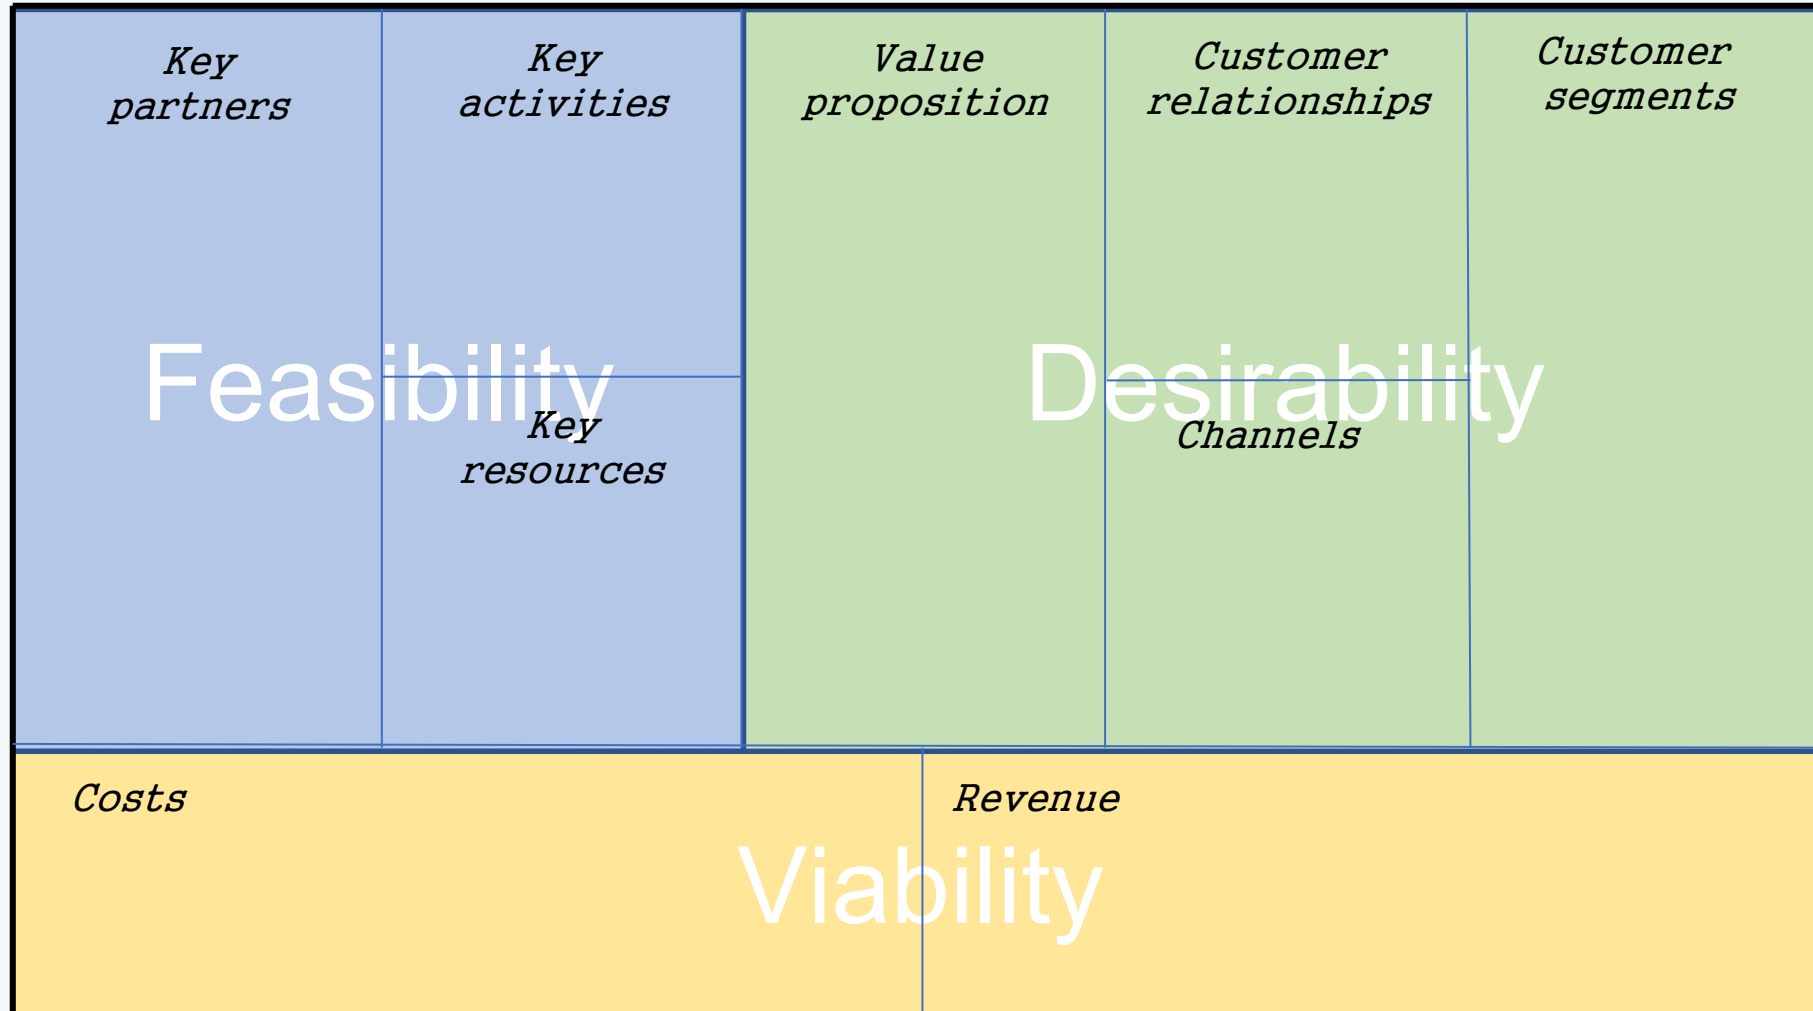 Key
partners
Key
activities
Value
proposition
Customer
relationships
Customer
segments
Feasibility
Desirability
Key
resources
Channels
Costs
Revenue
Viability